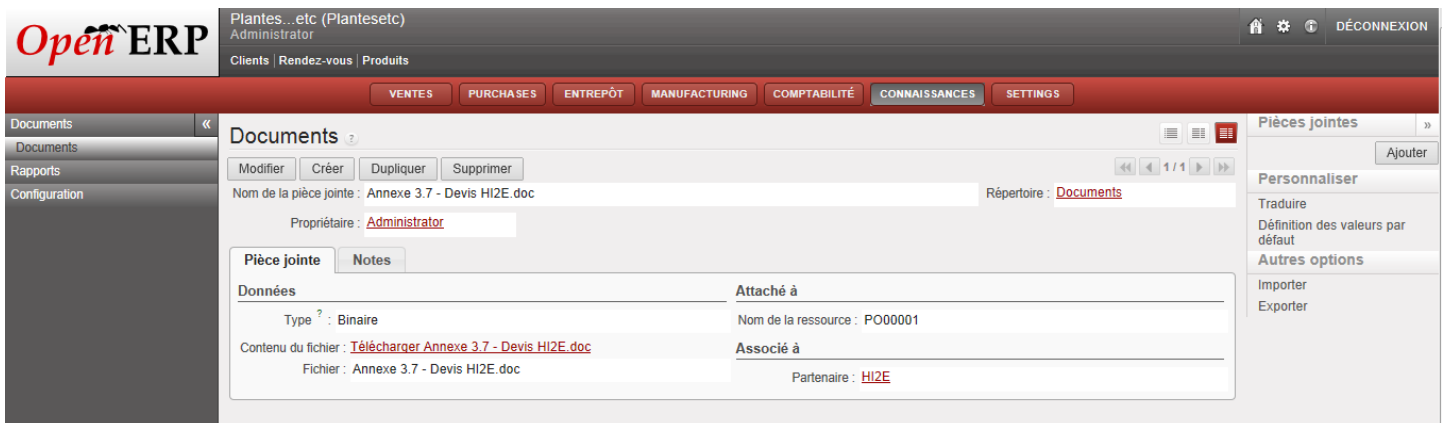 Open ERP
Plantes...etc (Plantesetc)
Administrator
DÉCONNEXION
Clients | Rendez-vous | Produits
VENTES PURCHASES ENTREPÔT MANUFACTURING COMPTABILITÉ CONNAISSANCES SETTINGS
Documents «
Documents
Rapports
Configuration
Documents ?
Modifier Créer Dupliquer Supprimer 1 / 1
Nom de la pièce jointe : Annexe 3.7 - Devis HI2E.doc Répertoire : Documents
Propriétaire : Administrator
Pièce jointe Notes
Données Attaché à
Type ? : Binaire Nom de la ressource : PO00001
Contenu du fichier : Télécharger Annexe 3.7 - Devis HI2E.doc Associé à
Fichier : Annexe 3.7 - Devis HI2E.doc Partenaire : HI2E
Pièces jointes »
Ajouter
Personnaliser
Traduire
Définition des valeurs par
défaut
Autres options
Importer
Exporter